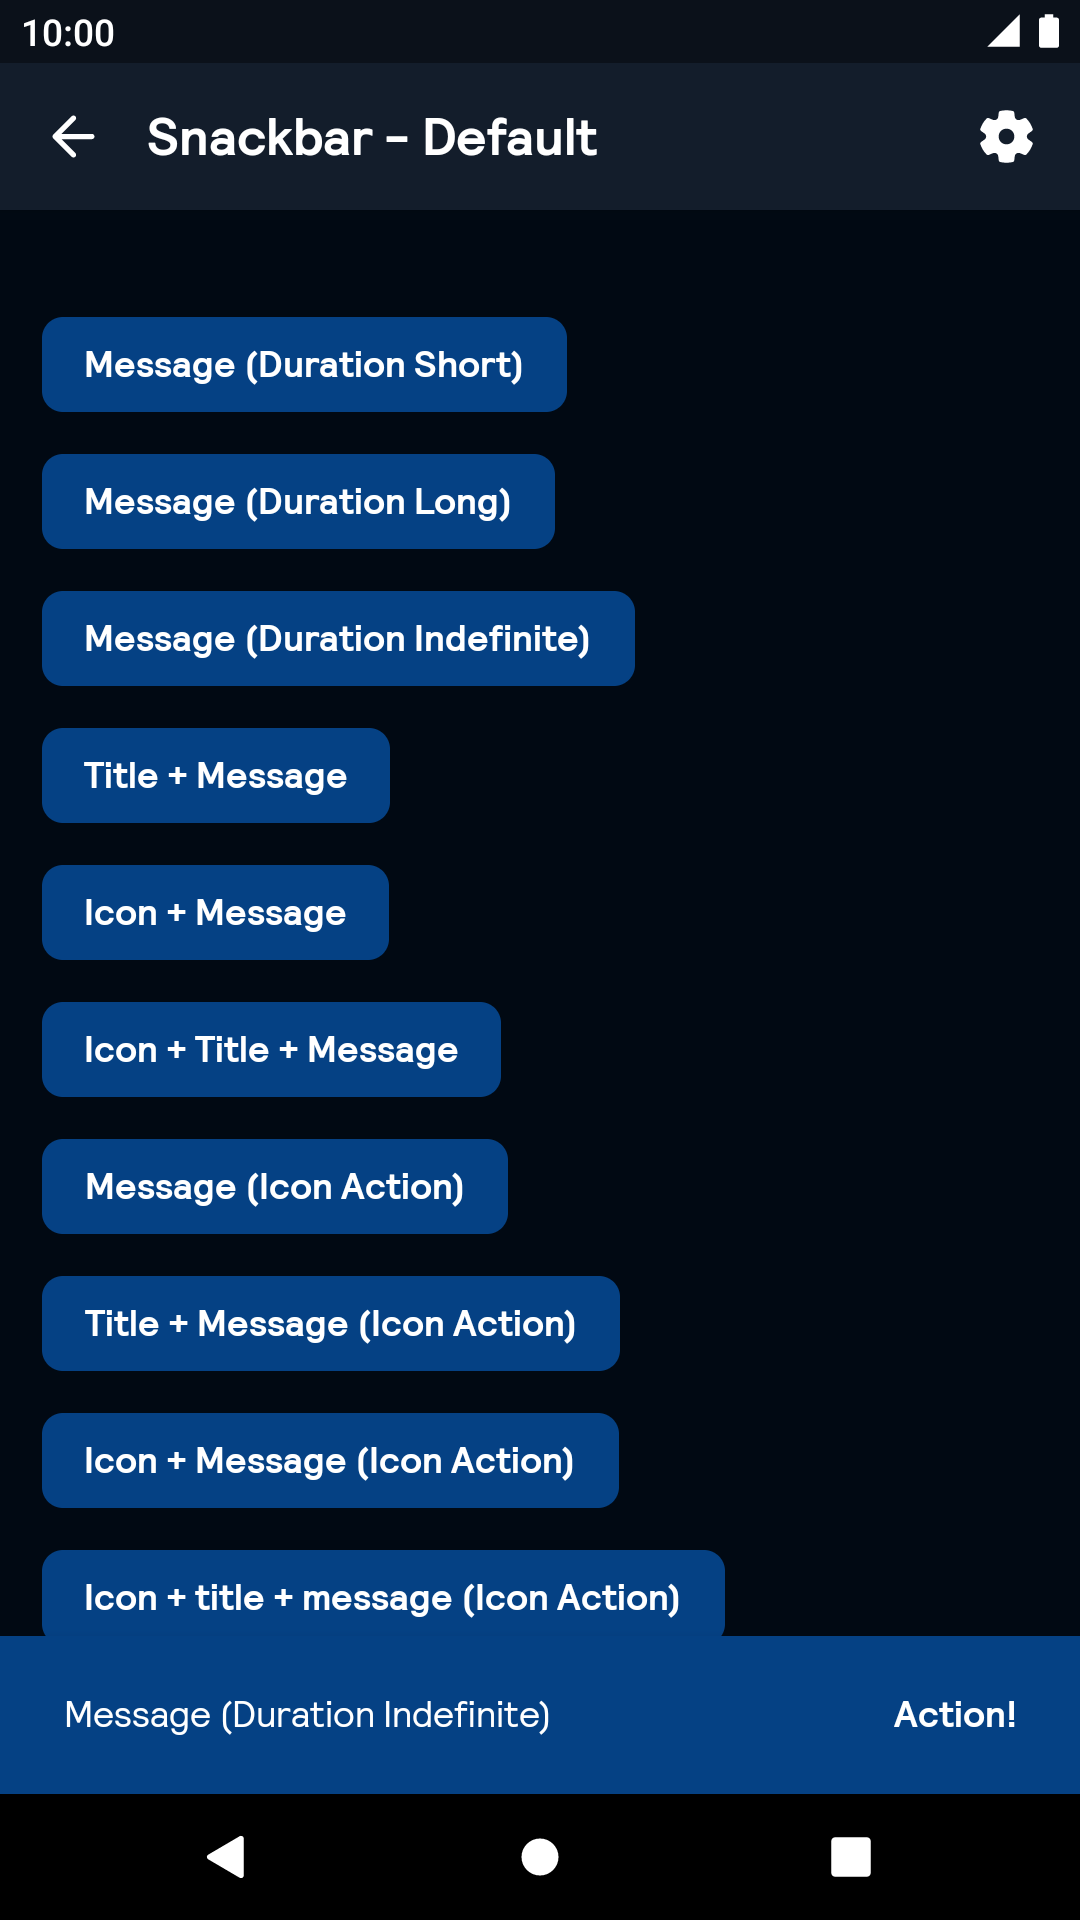 10:00
Snackbar - Default
Message (Duration Short)
Message (Duration Long)
Message (Duration Indefinite)
Title + Message
Icon + Message
Icon + Title + Message
Message (Icon Action)
Title + Message (Icon Action)
Icon + Message (Icon Action)
Icon + title + message (Icon Action)
Message (Duration Indefinite) Action!